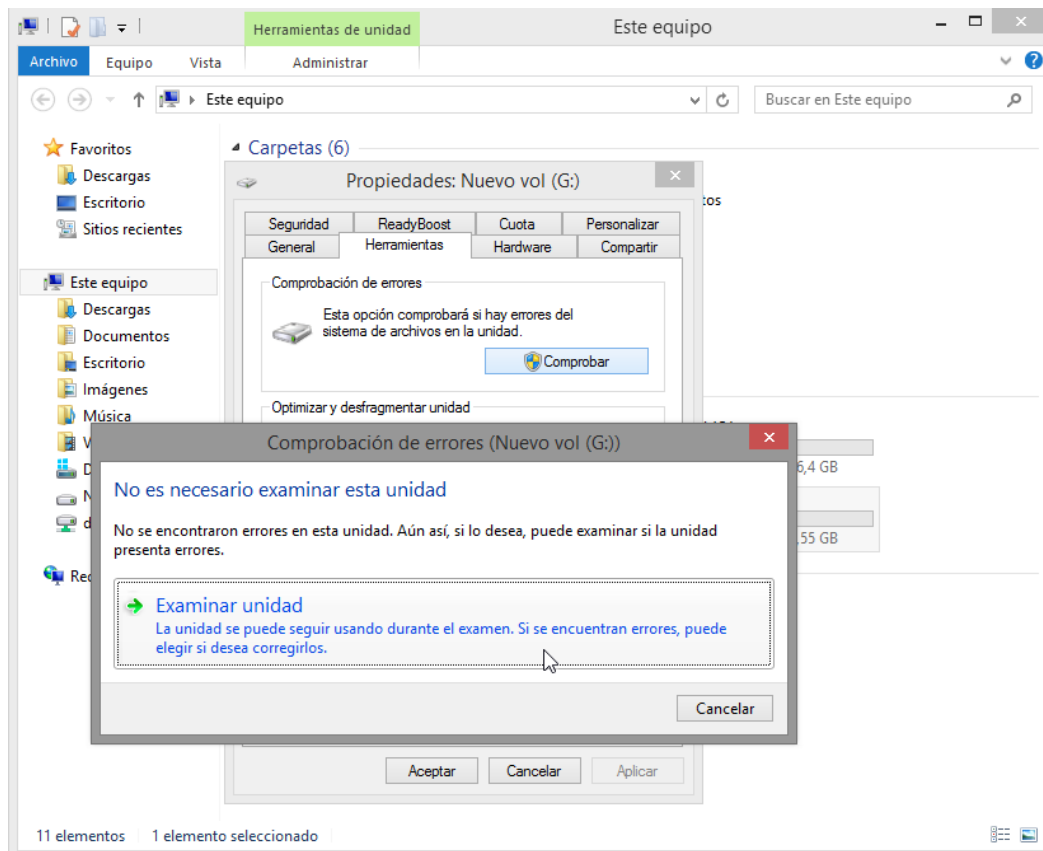 Herramientas de unidad
Este equipo
Archivo
Equipo
Vista
Administrar
Este equipo
Buscar en Este equipo
Favoritos
Descargas
Escritorio
Sitios recientes
Este equipo
Descargas
Documentos
Escritorio
Imágenes
Música
Carpetas (6)
tos
6,4 GB
,55 GB
Propiedades: Nuevo vol (G:)
Seguridad
ReadyBoost
Cuota
Personalizar
General
Herramientas
Hardware
Compartir
Comprobación de errores
Esta opción comprobará si hay errores del
sistema de archivos en la unidad.
Comprobar
Optimizar y desfragmentar unidad
Comprobación de errores (Nuevo vol (G:))
No es necesario examinar esta unidad
No se encontraron errores en esta unidad. Aún así, si lo desea, puede examinar si la unidad
presenta errores.
Examinar unidad
La unidad se puede seguir usando durante el examen. Si se encuentran errores, puede
elegir si desea corregirlos.
Cancelar
Aceptar
Cancelar
Aplicar
11 elementos
1 elemento seleccionado